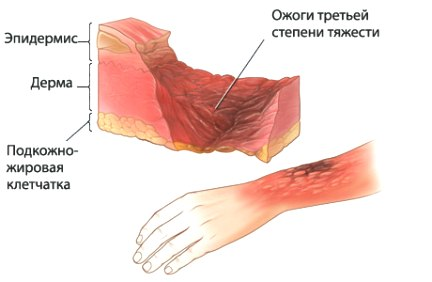 Ожоги третьей
степени тяжести
Эпидермис
Дерма
Подкожно-
жировая
клетчатка